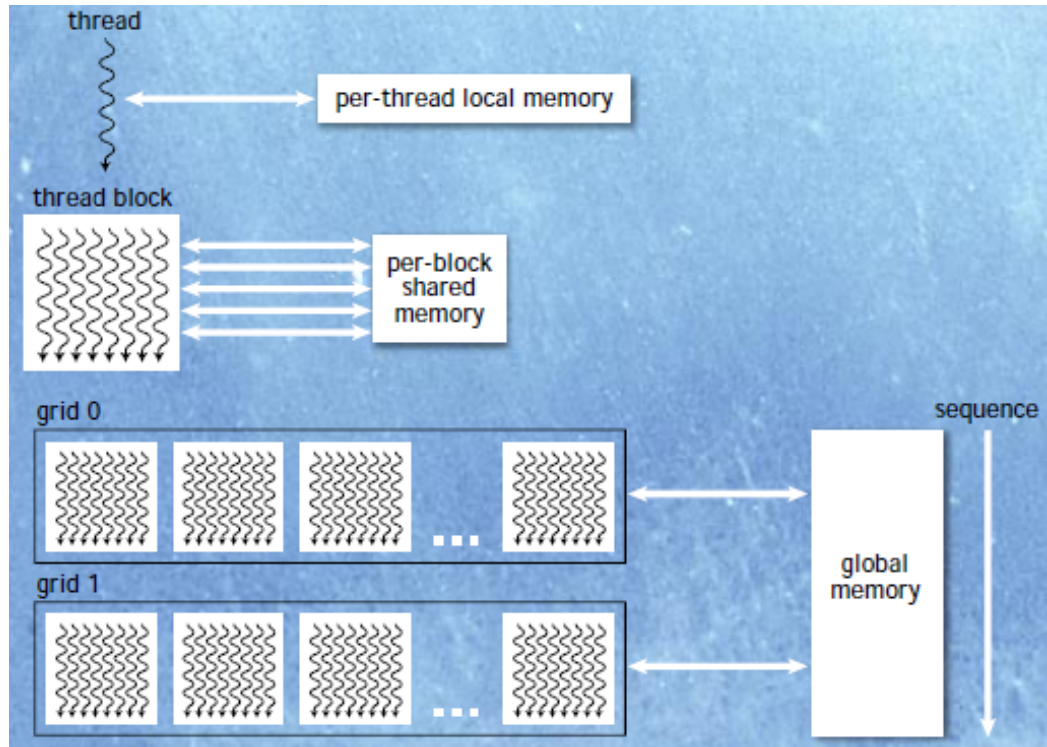 thread
per-thread local memory
thread block
per-block
shared
memory
grid 0
sequence
...
global
memory
grid 1
...